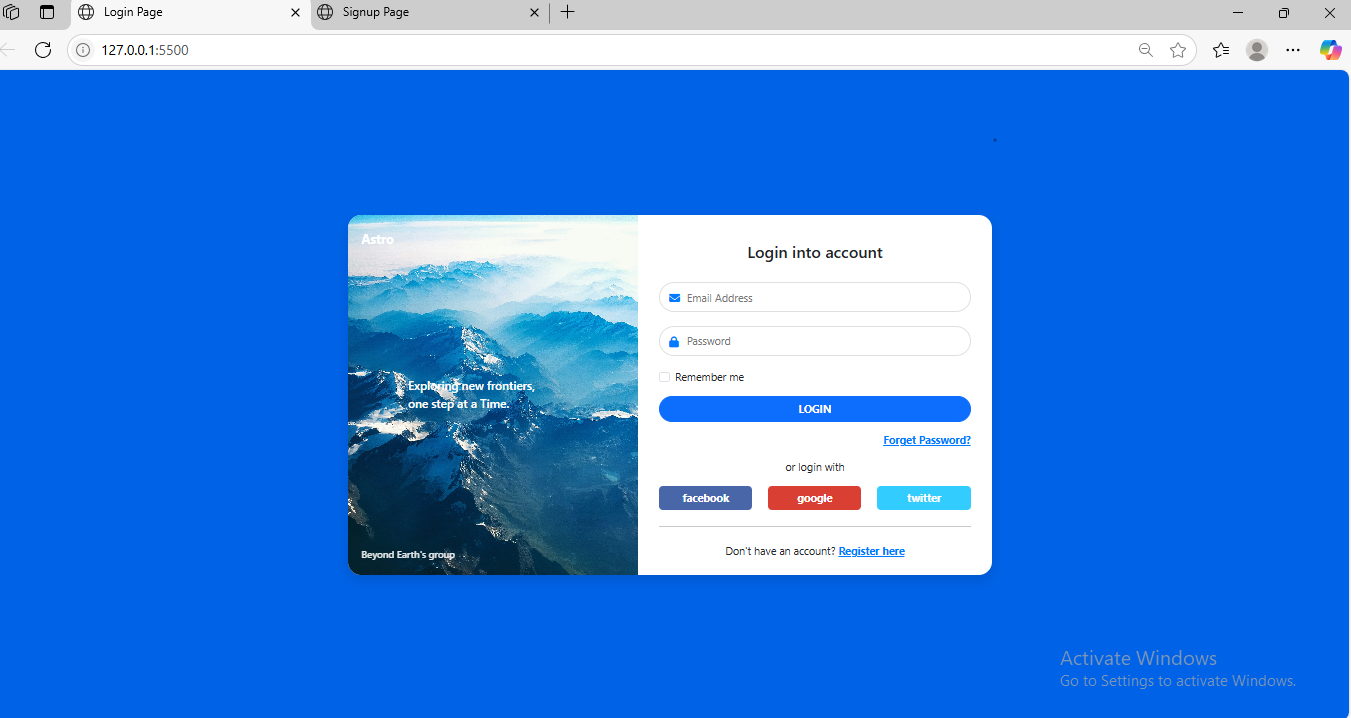 Login Page
Signup Page
127.0.0.1:5500
Astro
Exploring new frontiers,
one step at a Time.
Beyond Earth's group
Login into account
Email Address
Password
Remember me
LOGIN
Forget Password?
or login with
facebook google twitter
Don't have an account? Register here
Activate Windows
Go to Settings to activate Windows.